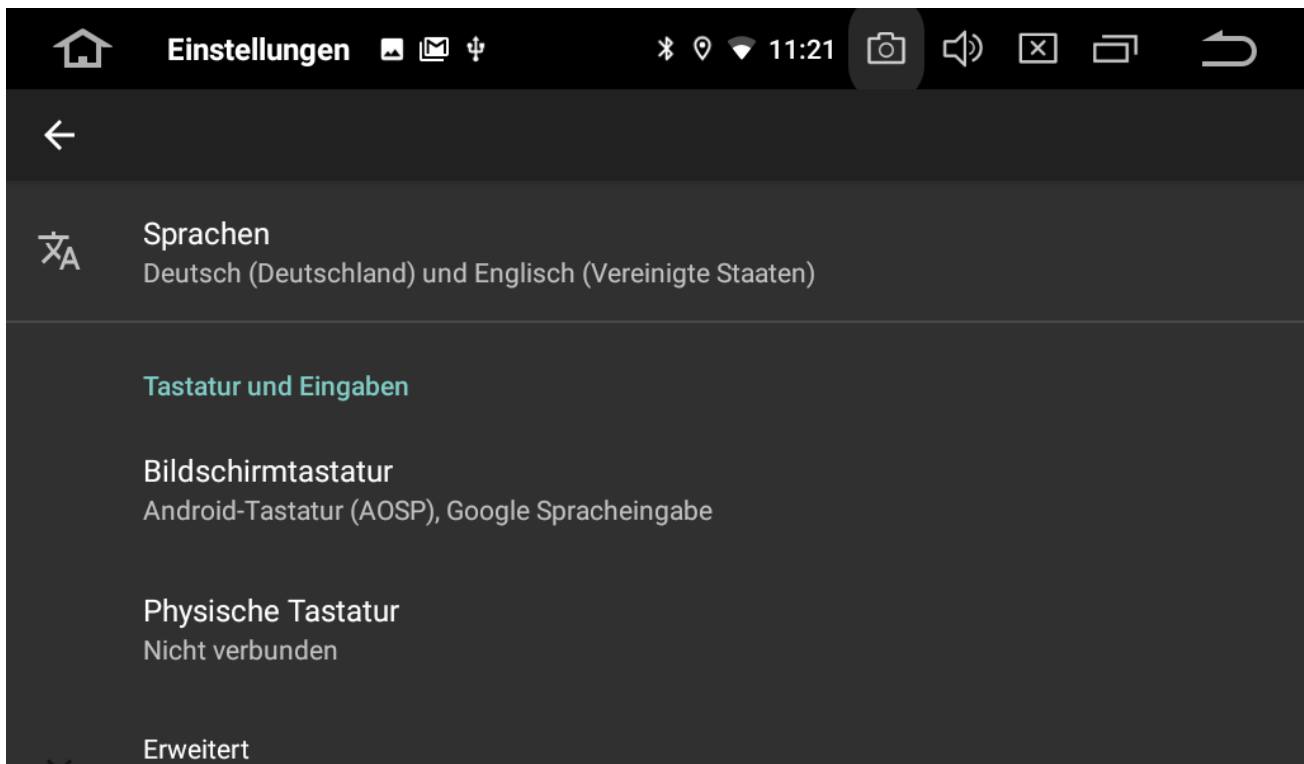 Einstellungen 11:21
Sprachen
Deutsch (Deutschland) und Englisch (Vereinigte Staaten)
Tastatur und Eingaben
Bildschirmtastatur
Android-Tastatur (AOSP), Google Spracheingabe
Physische Tastatur
Nicht verbunden
Erweitert